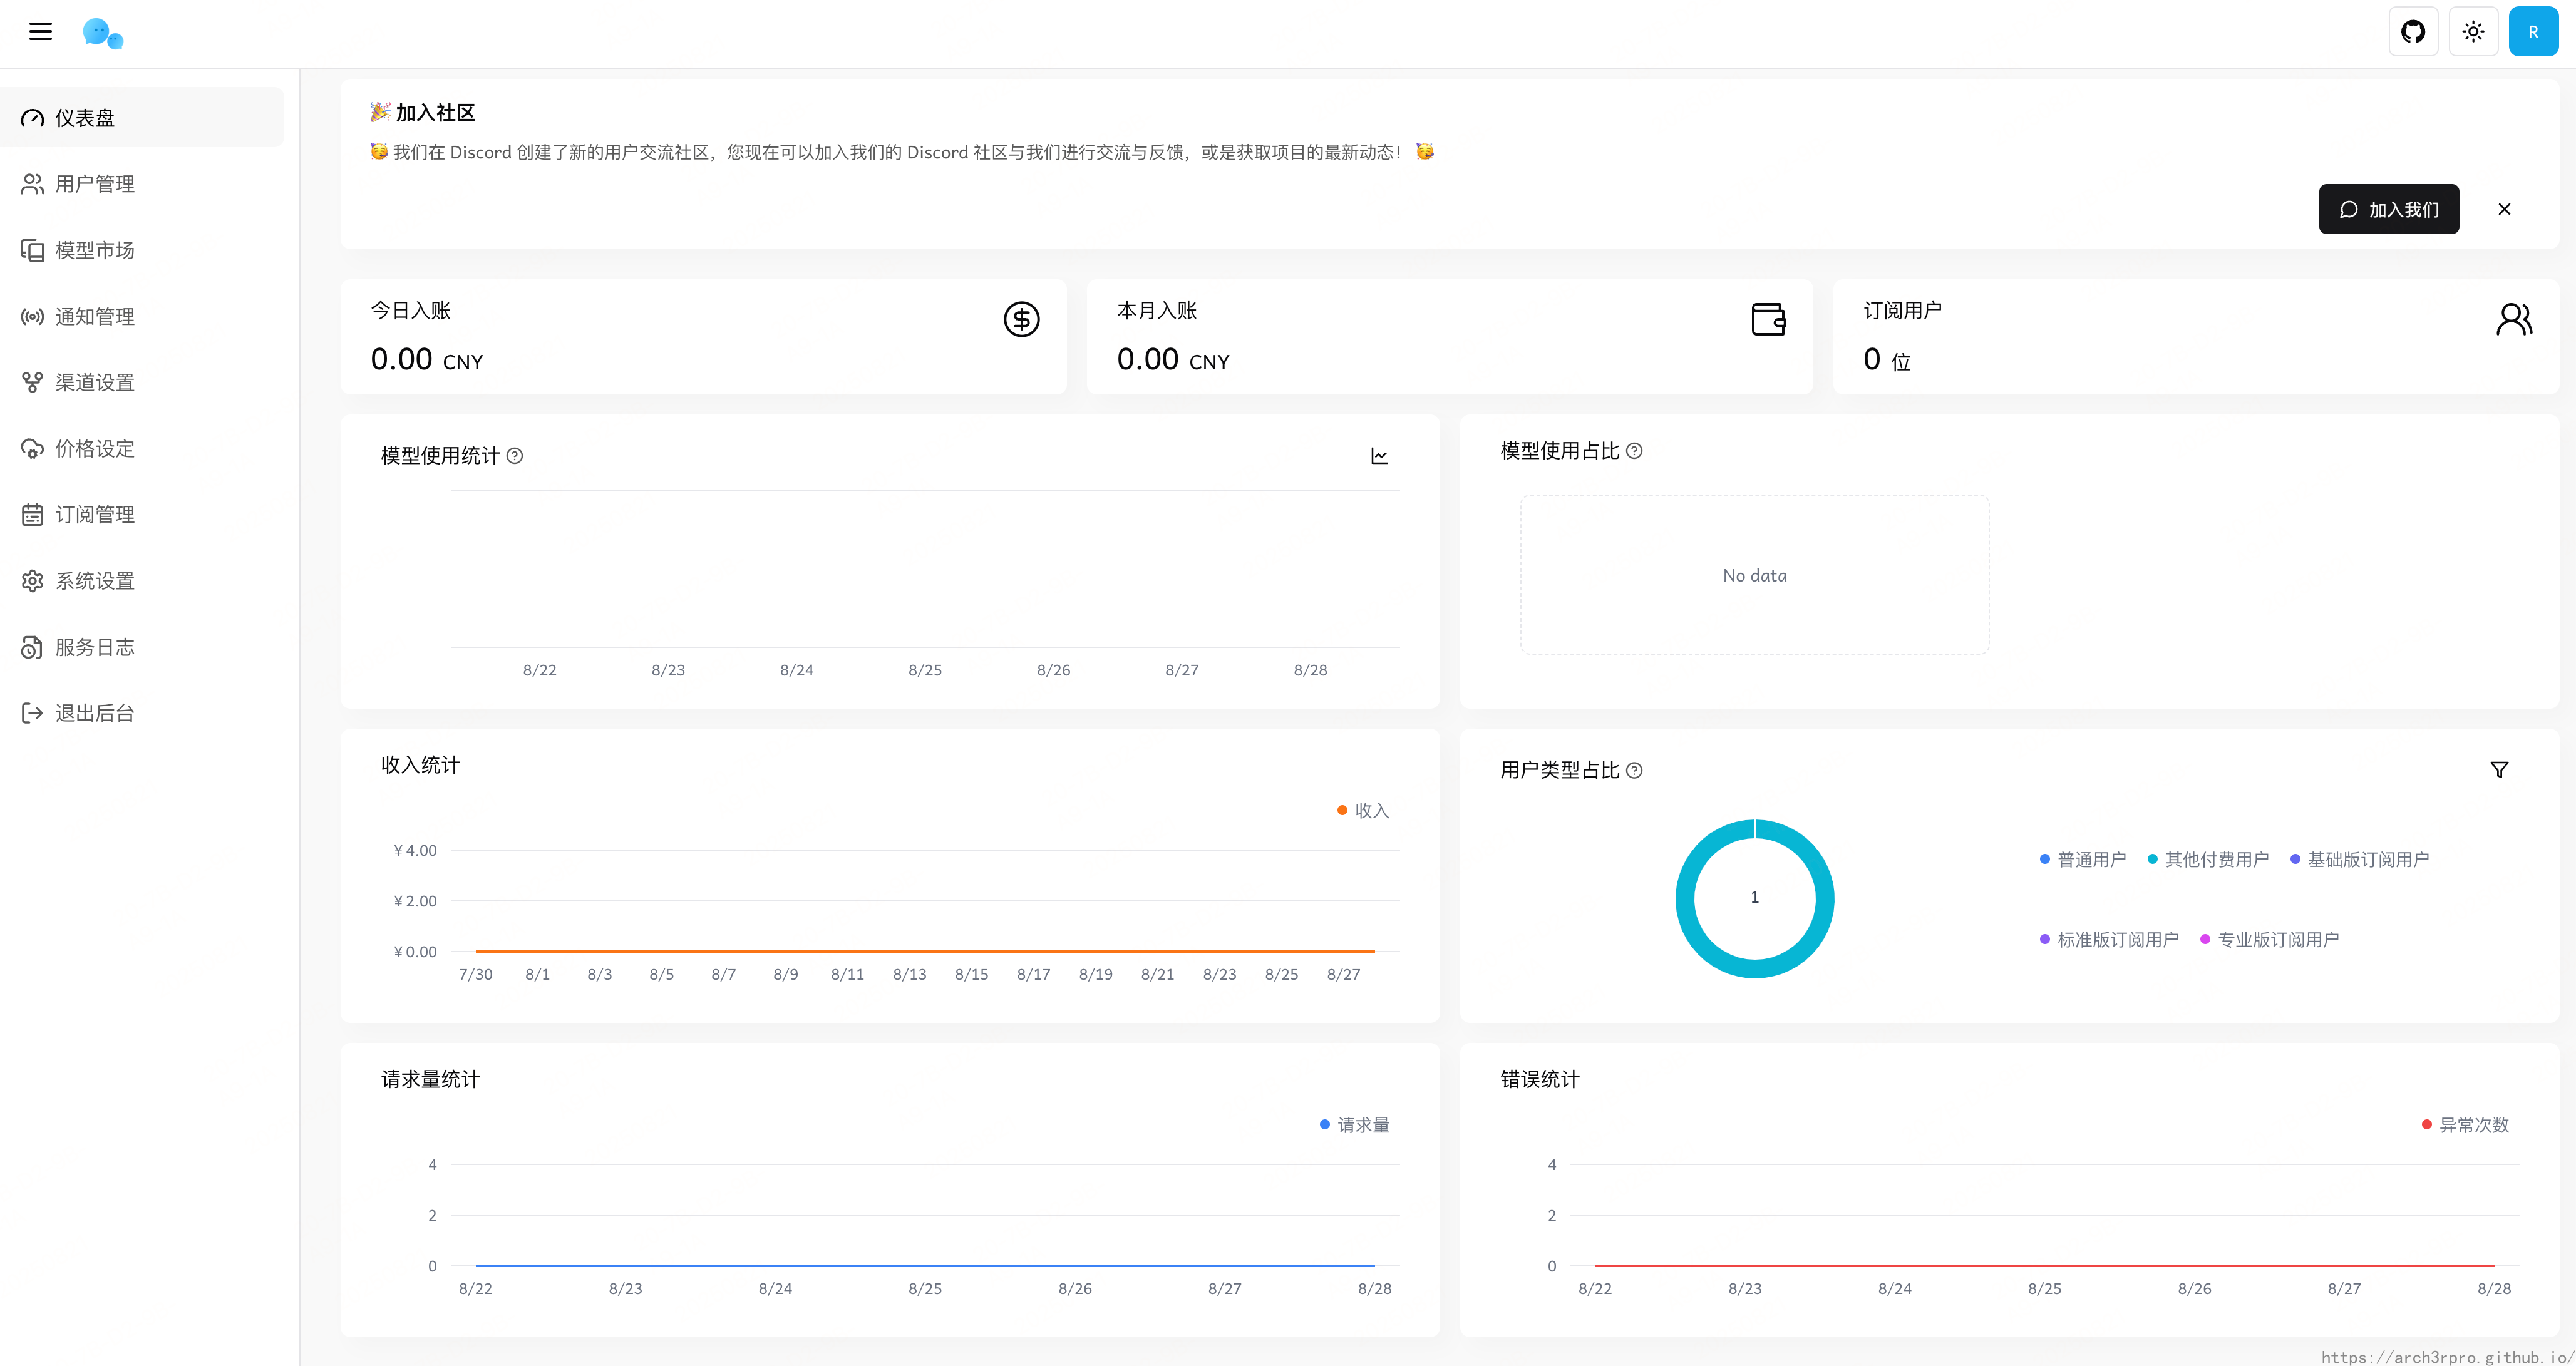 R
仪表盘
用户管理
模型市场
通知管理
渠道设置
价格设定
订阅管理
系统设置
服务日志
退出后台
🎉 加入社区
🥳 我们在 Discord 创建了新的用户交流社区，您现在可以加入我们的 Discord 社区与我们进行交流与反馈，或是获取项目的最新动态！ 🥳
加入我们
今日入账
0.00 CNY
本月入账
0.00 CNY
订阅用户
0 位
模型使用统计
8/22 8/23 8/24 8/25 8/26 8/27 8/28
模型使用占比
No data
收入统计
收入
¥4.00
¥2.00
¥0.00
7/30 8/1 8/3 8/5 8/7 8/9 8/11 8/13 8/15 8/17 8/19 8/21 8/23 8/25 8/27
用户类型占比
1
普通用户 其他付费用户 基础版订阅用户
标准版订阅用户 专业版订阅用户
请求量统计
请求量
4
2
0
8/22 8/23 8/24 8/25 8/26 8/27 8/28
错误统计
异常次数
4
2
0
8/22 8/23 8/24 8/25 8/26 8/27 8/28
https://arch3rpro.github.io/